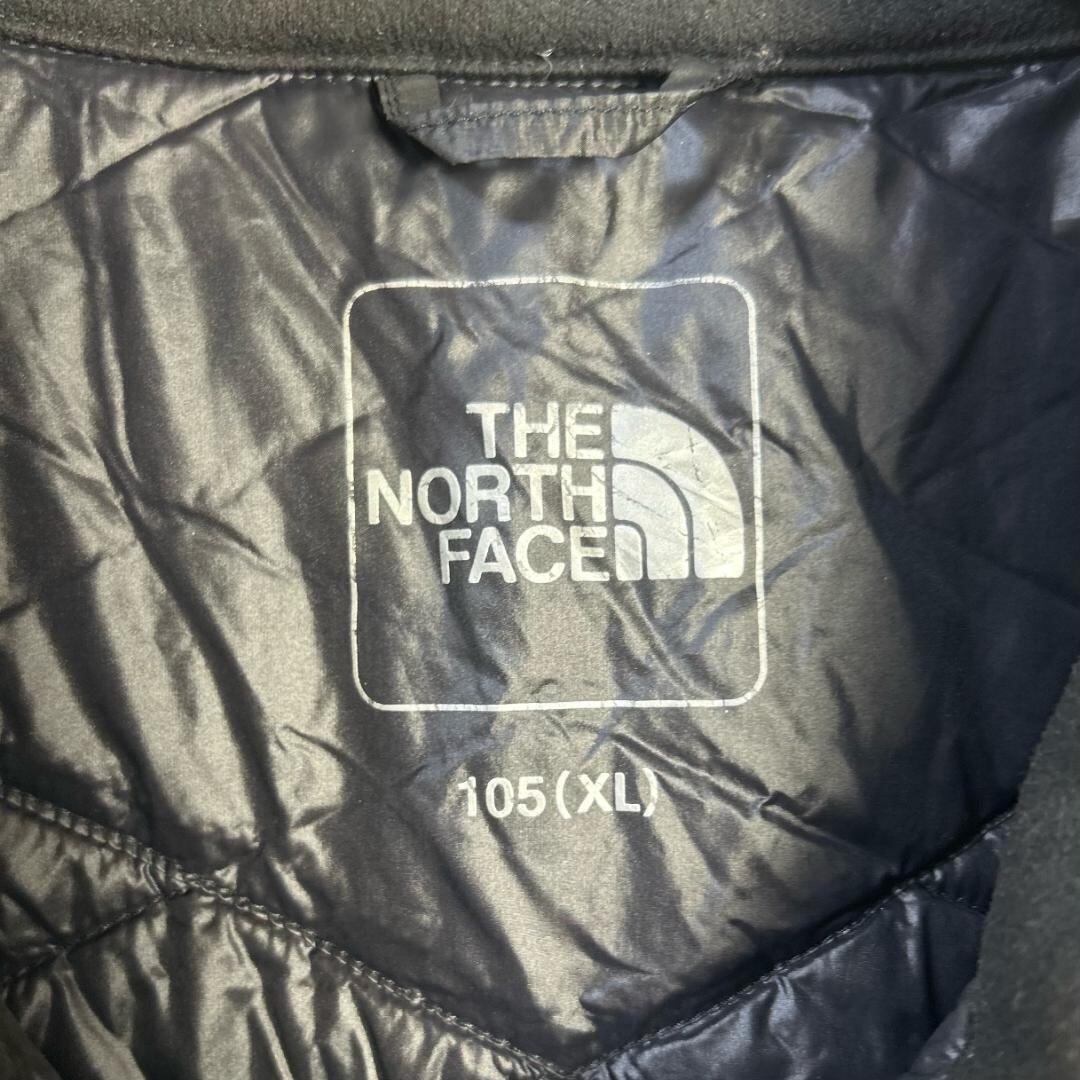 THE
NORTH
FACE
105(XL)